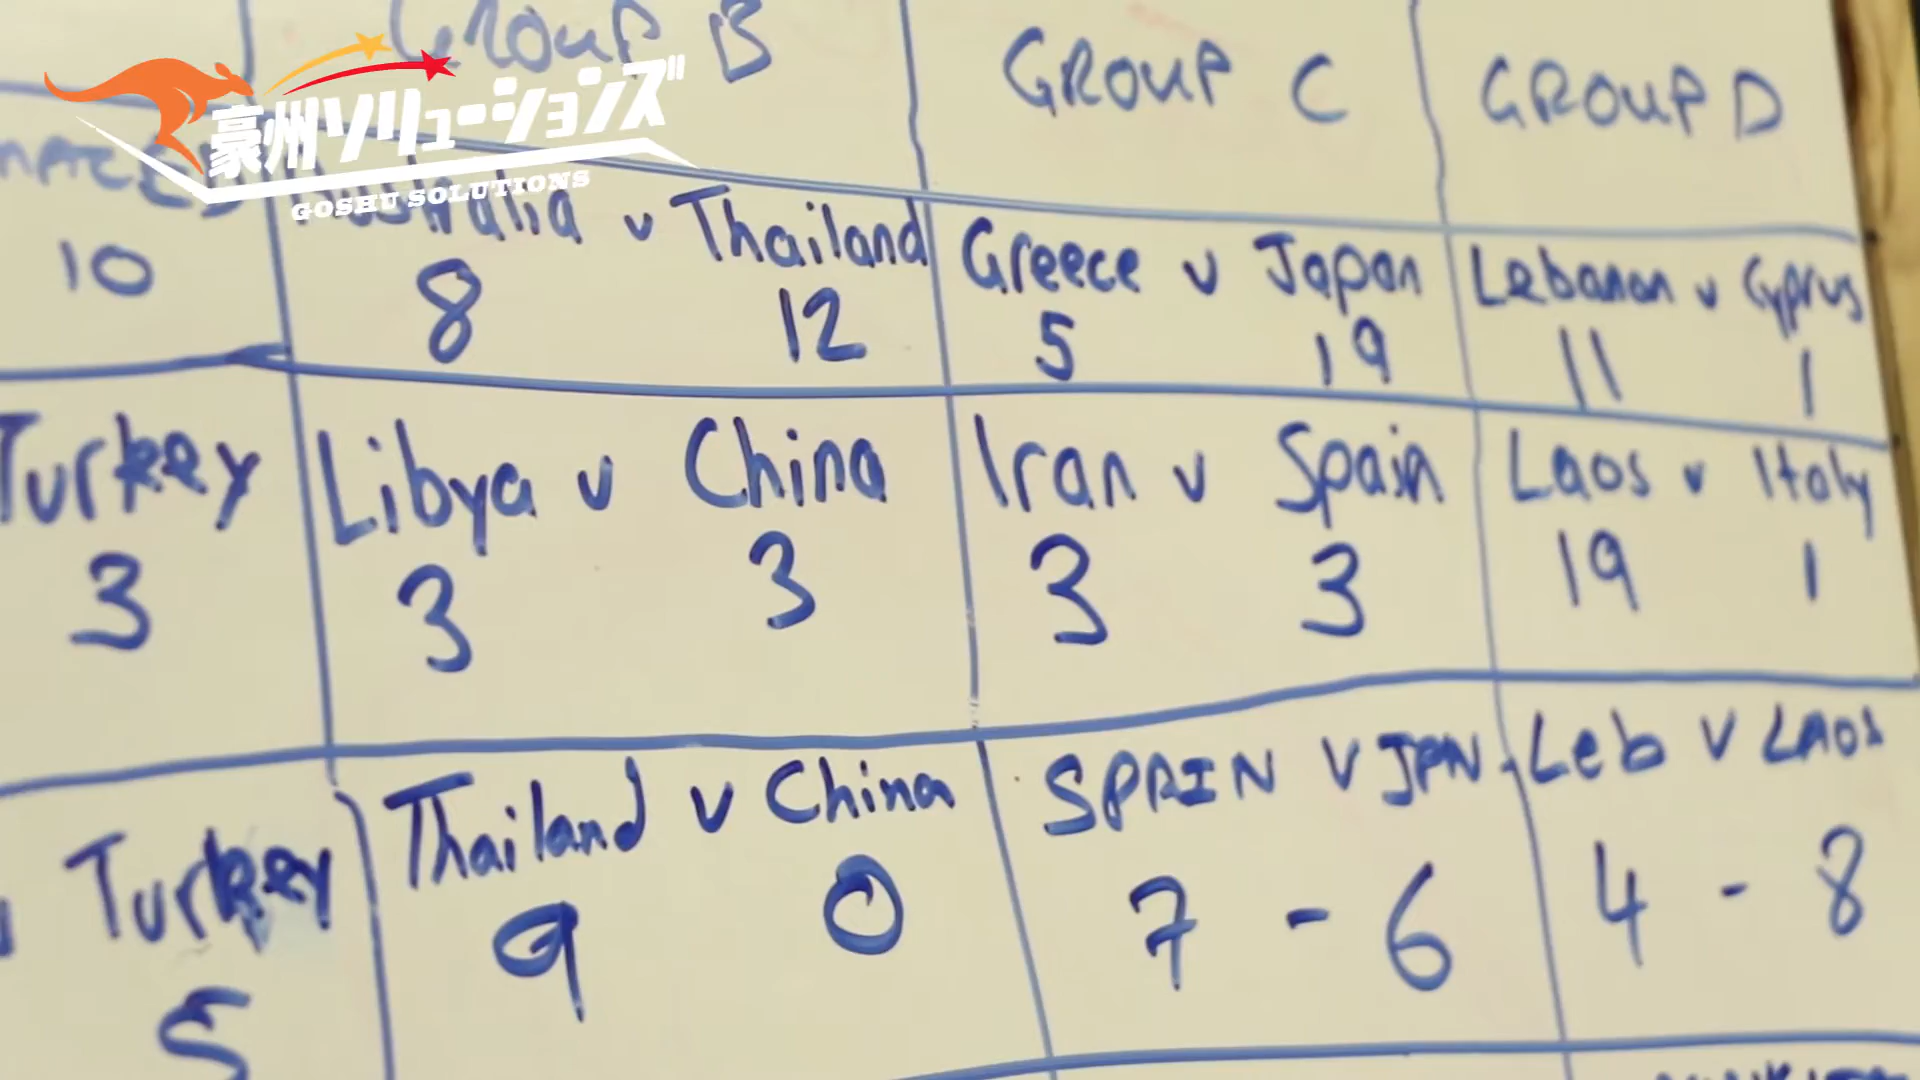 豪州ソリューションズ
GOSHU SOLUTIONS
GROUP B
GROUP C
GROUP D
10
Australia v Thailand
8 12
Greece v Japan
5 19
Lebanon v Cyprus
11 1
Turkey
3
Libya v China
3 3
Iran v Spain
3 3
Laos v Italy
19 1
Turkey
5
Thailand v China
9 0
SPAIN V JPN
7 - 6
Leb V LAOS
4 - 8